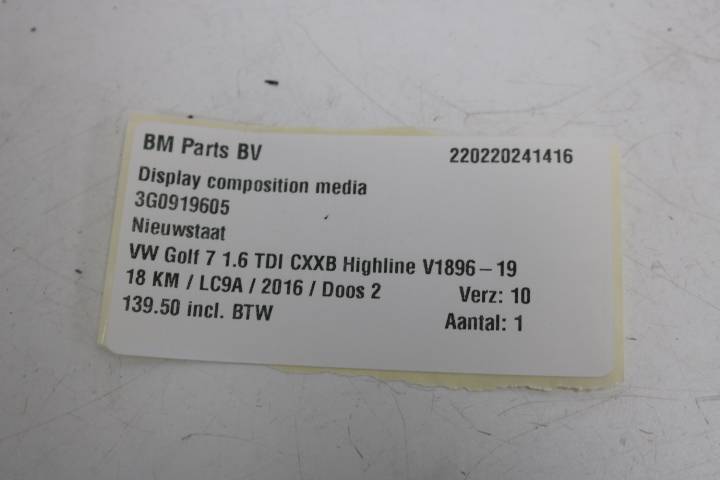 BM Parts BV 220220241416
Display composition media
3G0919605
Nieuwstaat
VW Golf 7 1.6 TDI CXXB Highline V1896-19
18 KM / LC9A / 2016 / Doos 2 Verz: 10
139.50 incl. BTW Aantal: 1